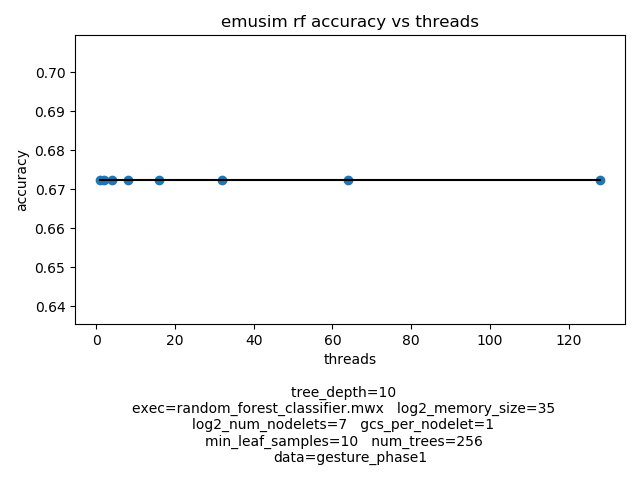 emusim rf accuracy vs threads
0.70
0.69
0.68
0.67
0.66
0.65
0.64
accuracy
0 20 40 60 80 100 120
threads
tree_depth=10
exec=random_forest_classifier.mwx log2_memory_size=35
log2_num_nodelets=7 gcs_per_nodelet=1
min_leaf_samples=10 num_trees=256
data=gesture_phase1